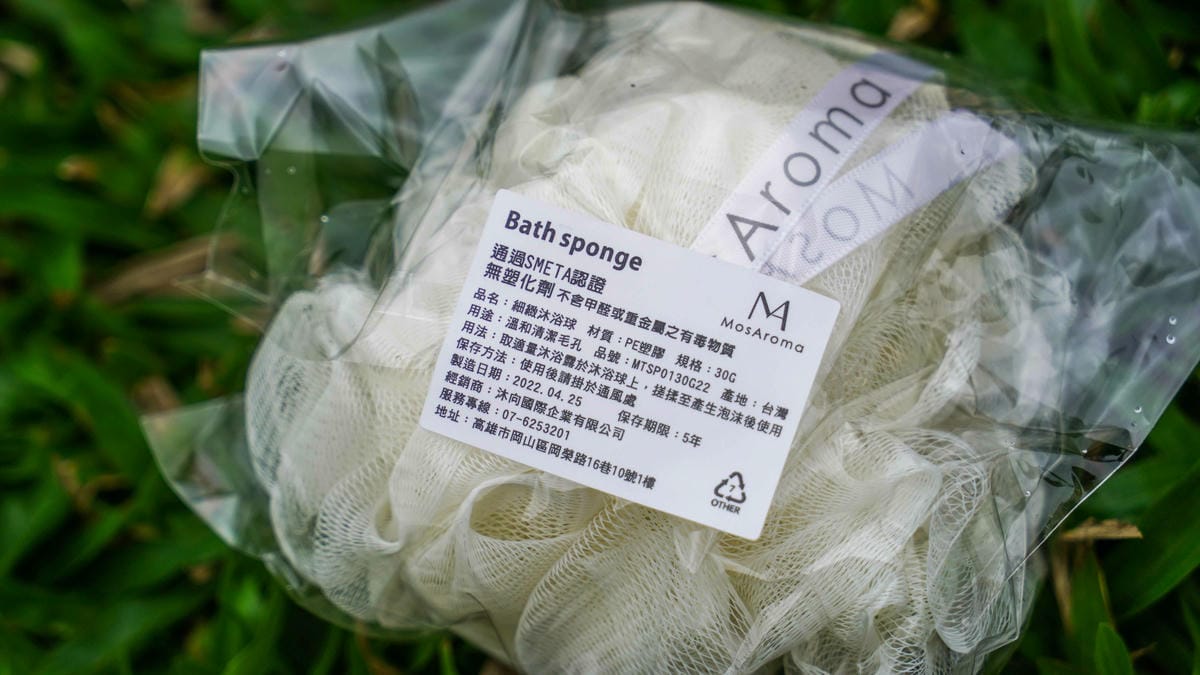 Aroma
MosA
Bath sponge
通過SMETA認證
無塑化劑 不含甲醛或重金屬之有毒物質
MosAroma
品名：細緻沐浴球 材質：PE塑膠 規格：30G
用途：溫和清潔毛孔 品號：MTSP0130G22 產地：台灣
用法：取適量沐浴露於沐浴球上，搓揉至產生泡沫後使用
保存方法：使用後請掛於通風處
製造日期：2022.04.25 保存期限：5年
經銷商：沐向國際企業有限公司
服務專線：07-6253201
地址：高雄市岡山區岡榮路16巷10號1樓
7
OTHER